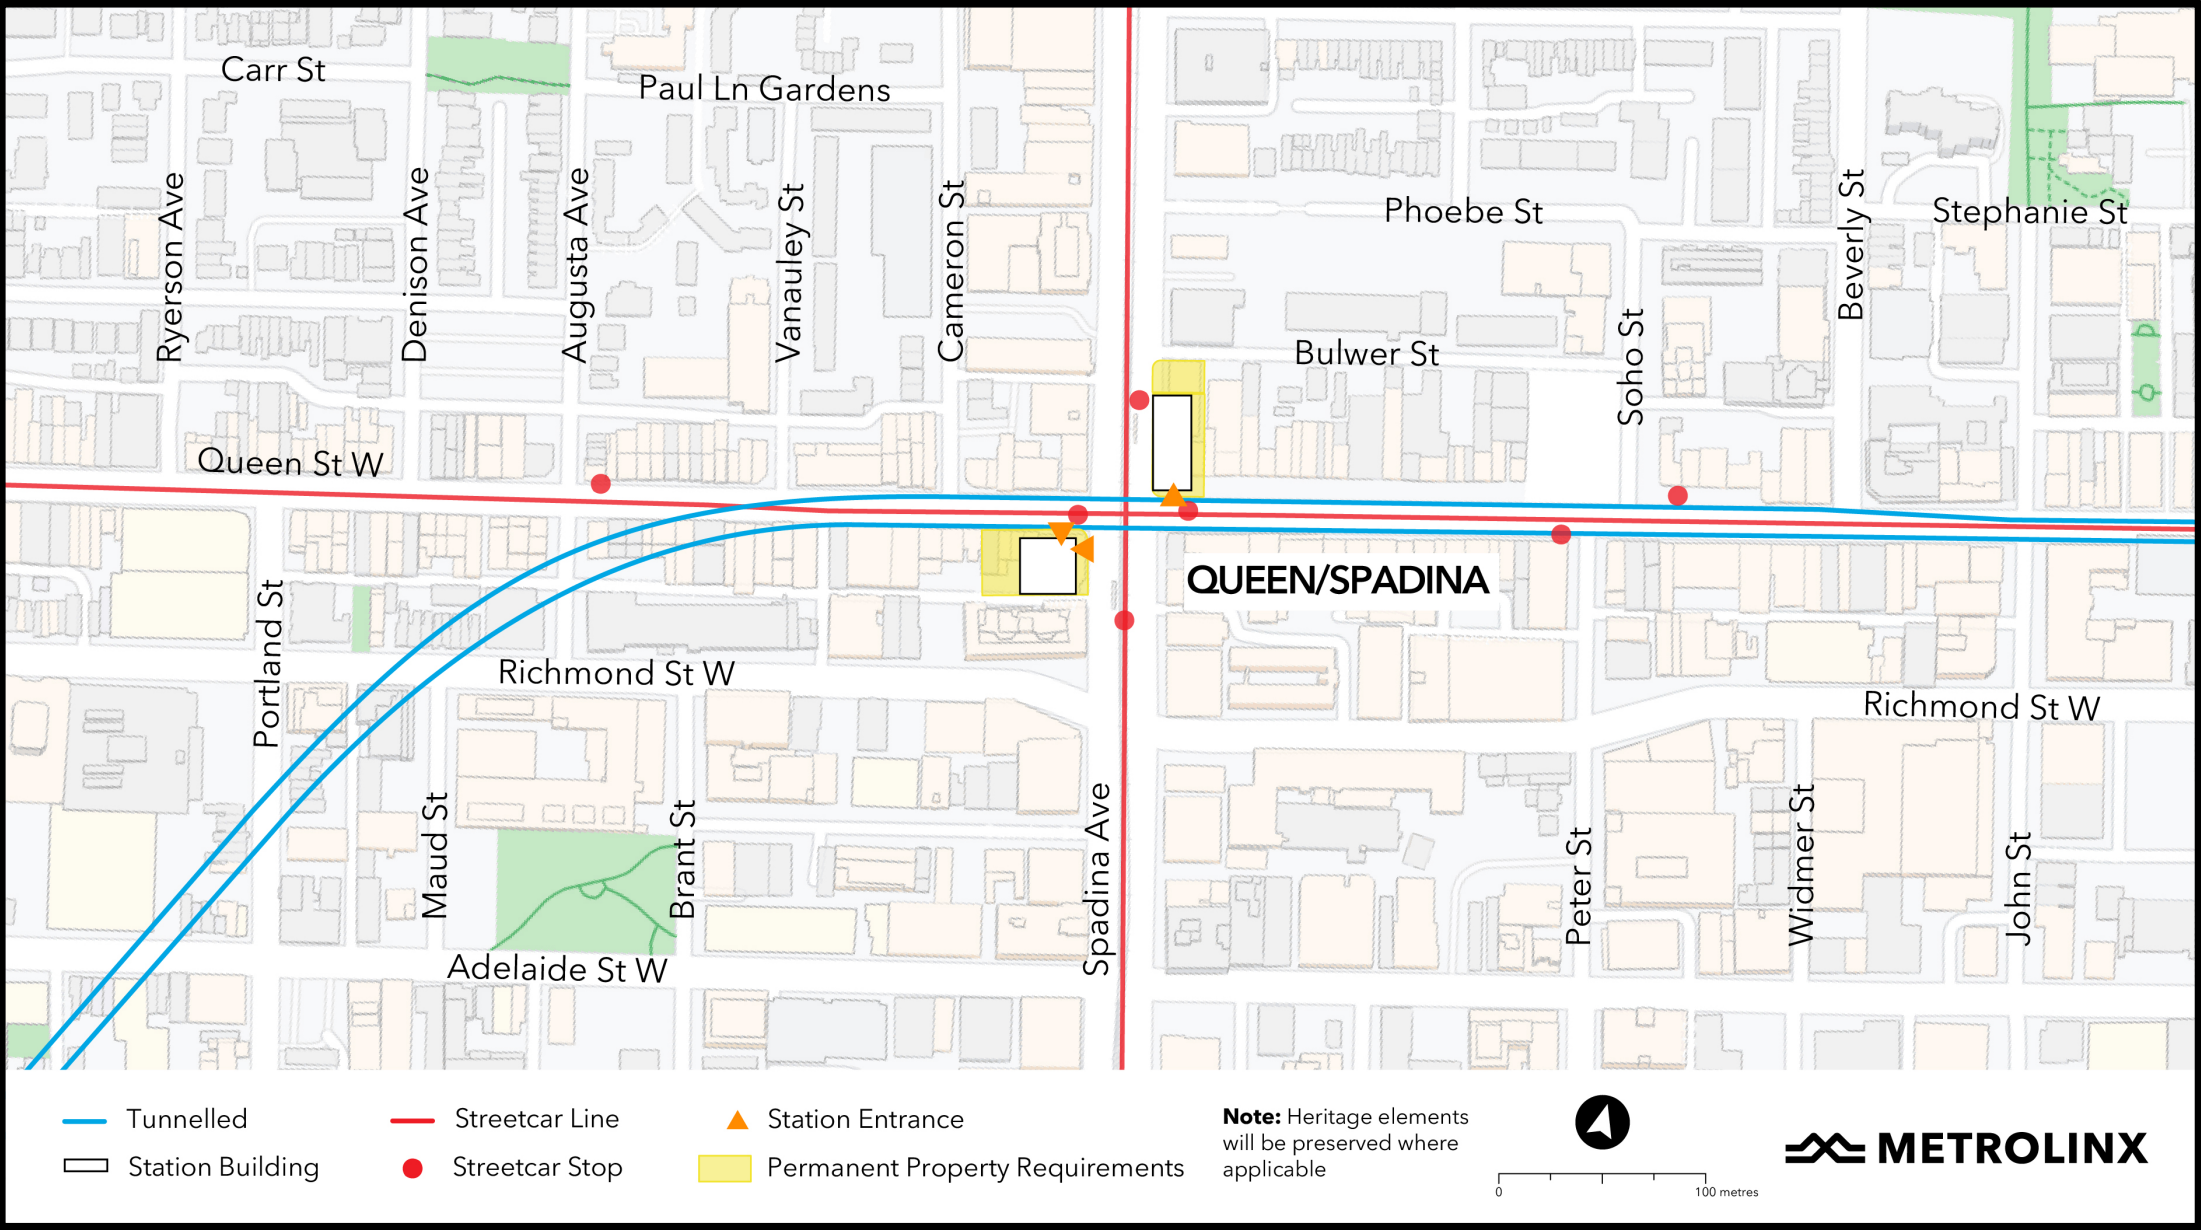 Carr St
Paul Ln Gardens
Ryerson Ave
Denison Ave
Augusta Ave
Vanauley St
Cameron St
Phoebe St
Beverly St
Stephanie St
Bulwer St
Soho St
Queen St W
QUEEN/SPADINA
Portland St
Richmond St W
Richmond St W
Maud St
Brant St
Spadina Ave
Peter St
Widmer St
John St
Adelaide St W
Tunnelled
Streetcar Line
Station Entrance
Station Building
Streetcar Stop
Permanent Property Requirements
Note: Heritage elements
will be preserved where
applicable
0
100 metres
METROLINX